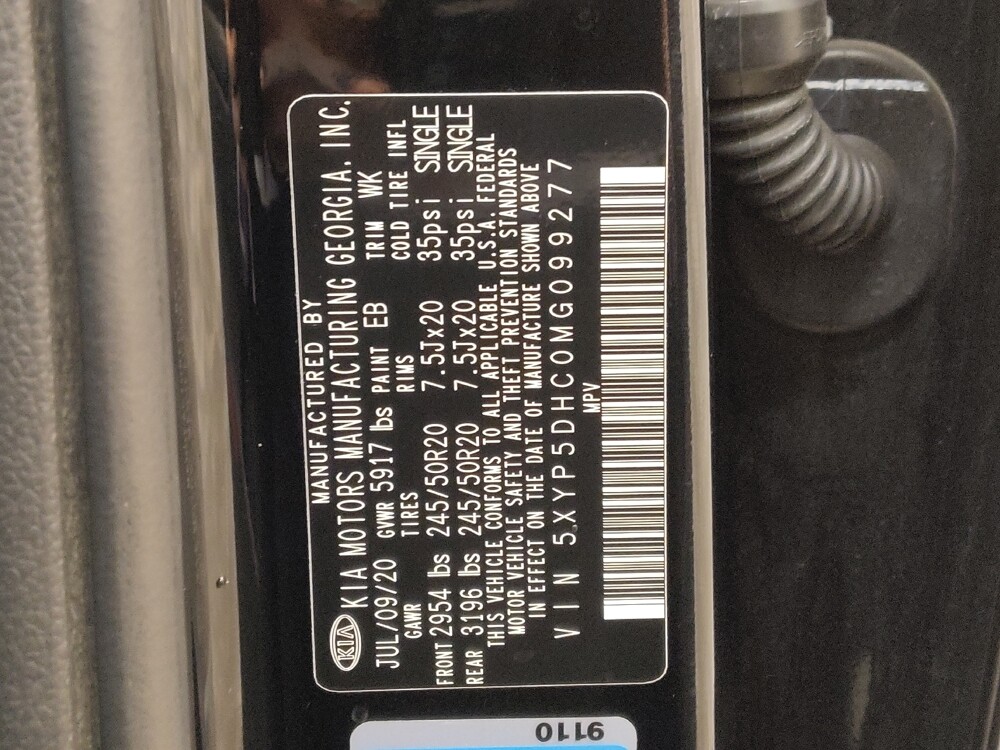 MANUFACTURED BY
KIA KIA MOTORS MANUFACTURING GEORGIA. INC.
JUL/09/20 GVWR 5917 lbs PAINT EB TRIM WK
GAWR TIRES RIMS COLD TIRE INFL
FRONT 2954 lbs 245/50R20 7.5Jx20 35psi SINGLE
REAR 3196 lbs 245/50R20 7.5Jx20 35psi SINGLE
THIS VEHICLE CONFORMS TO ALL APPLICABLE U.S.A. FEDERAL
MOTOR VEHICLE SAFETY AND THEFT PREVENTION STANDARDS
IN EFFECT ON THE DATE OF MANUFACTURE SHOWN ABOVE
VIN 5XYP5DHC0MG099277
MPV
9110